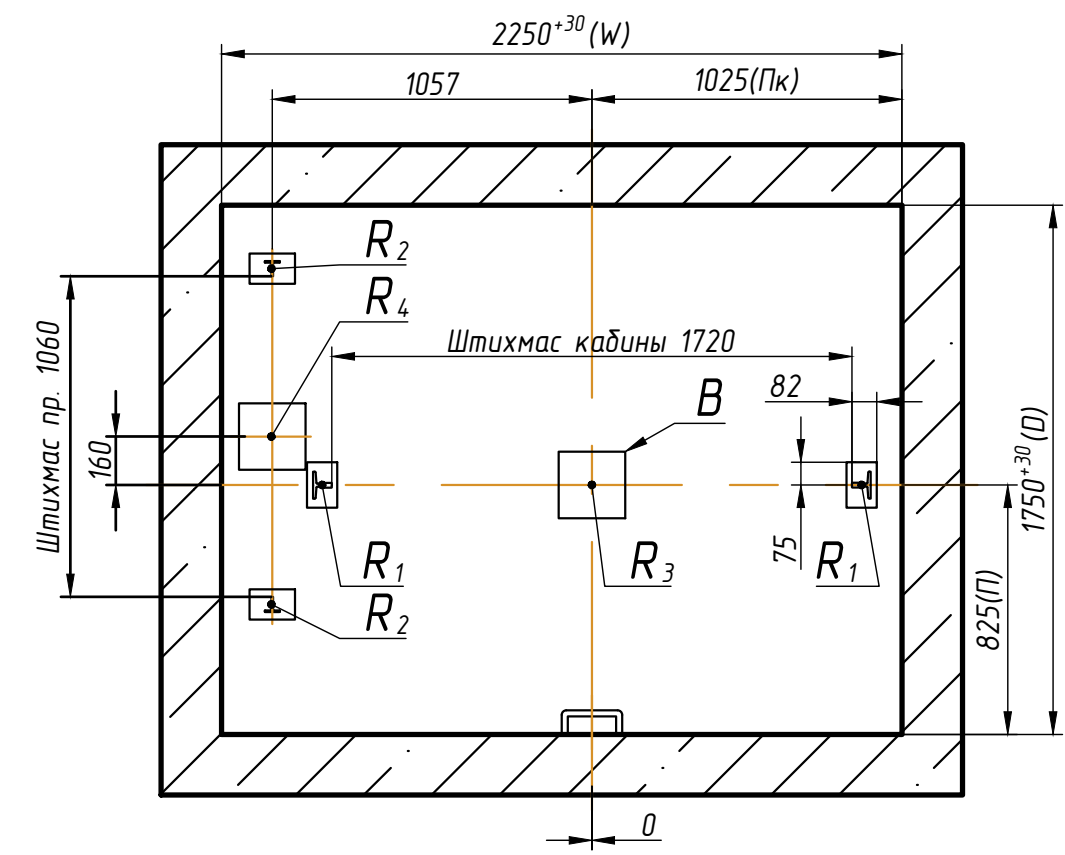 2250⁺³⁰(W)
1057
1025(Пк)
R₂
R₄
Штихмас кабины 1720
Штихмас пр. 1060
160
B
82
75
R₁
R₃
R₁
R₂
1750⁺³⁰(D)
825(П)
0